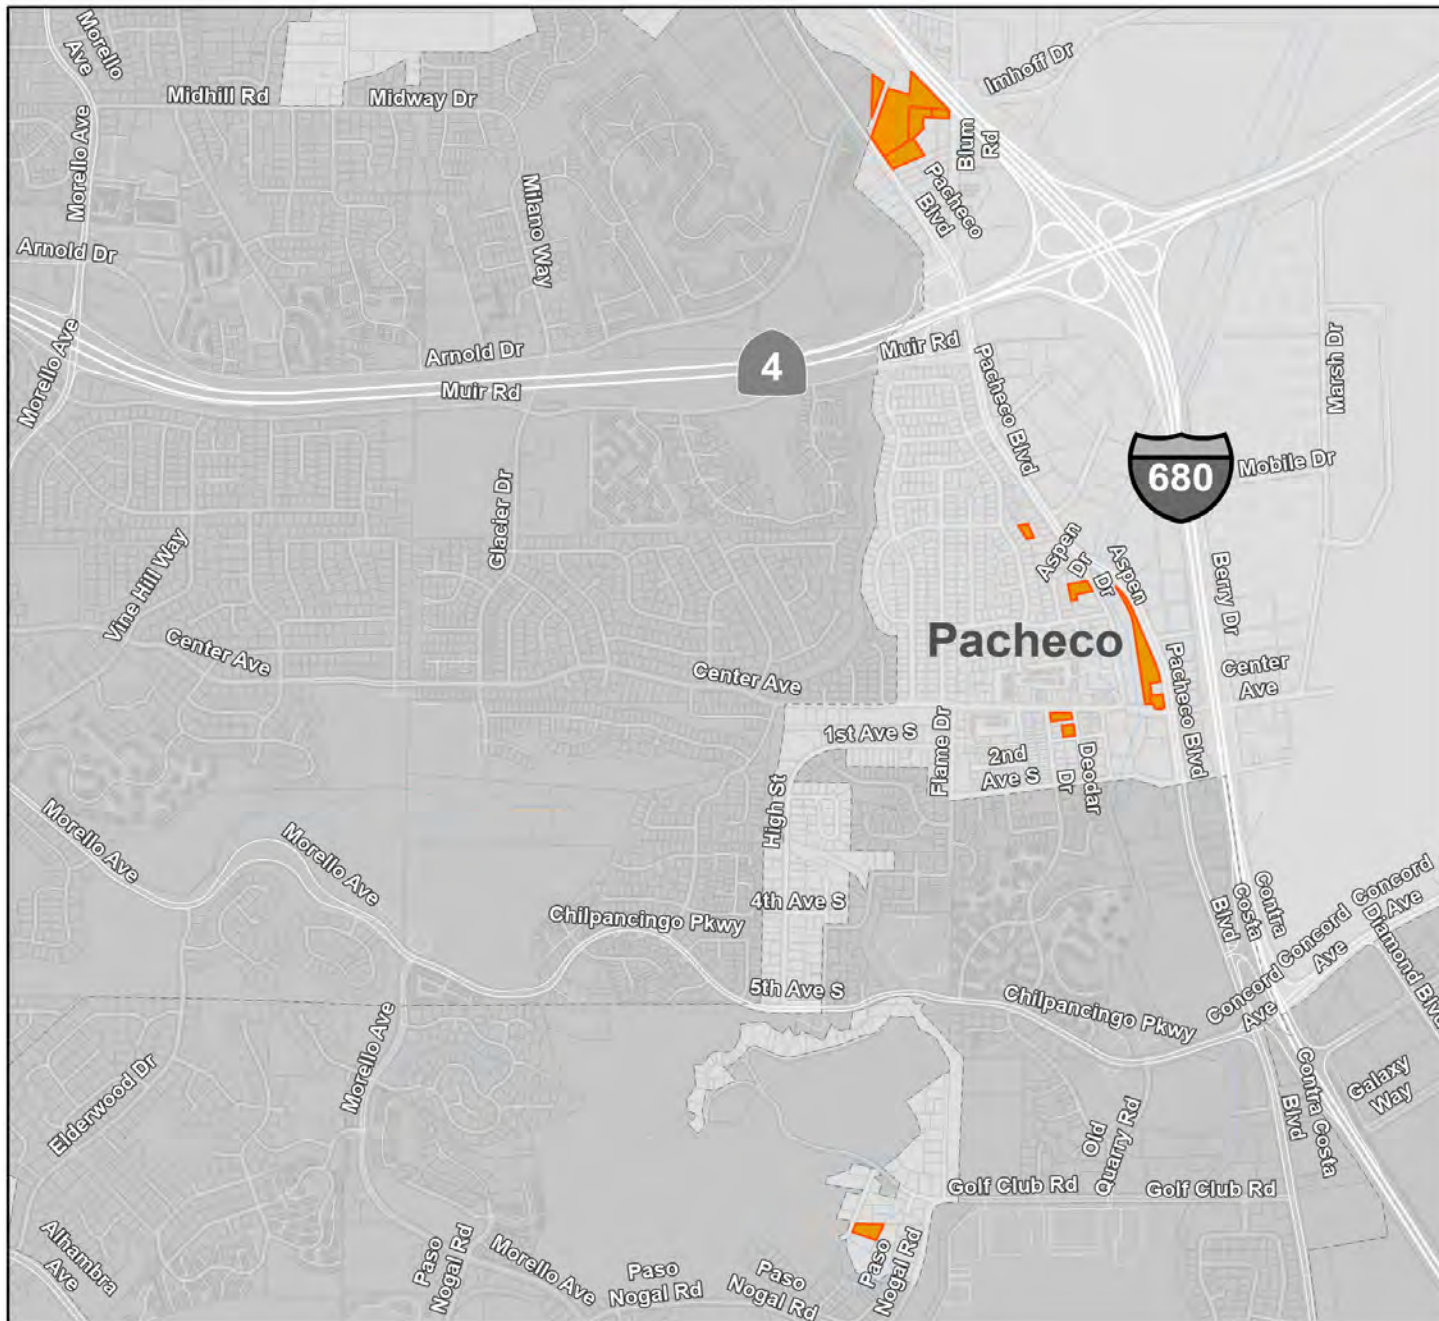 Morello
Ave
Midhill Rd
Midway Dr
Imhoff Dr
Blum
Rd
Morello Ave
Milano Way
Pacheco
Blvd
Arnold Dr
Morello Ave
Arnold Dr
Muir Rd
4
Muir Rd
Pacheco Blvd
Marsh Dr
680
Mobile Dr
Glacier Dr
Vine Hill Way
Aspen
Dr
Aspen
Dr
Berry Dr
Pacheco
Center Ave
Center Ave
Center
Ave
Pacheco Blvd
1st Ave S
Flame Dr
2nd
Ave S
Deodar
Dr
High St
Morello Ave
Morello Ave
4th Ave S
Chilpancingo Pkwy
Contra
Costa
Blvd
Concord
Ave
Concord
Ave
Concord
Ave
Diamond Blvd
5th Ave S
Chilpancingo Pkwy
Morello Ave
Elderwood Dr
Old
Quarry Rd
Contra Costa
Blvd
Galaxy
Way
Golf Club Rd
Golf Club Rd
Alhambra
Ave
Paso
Nogal Rd
Morello Ave
Paso
Nogal Rd
Paso
Nogal Rd
Paso
Nogal Rd